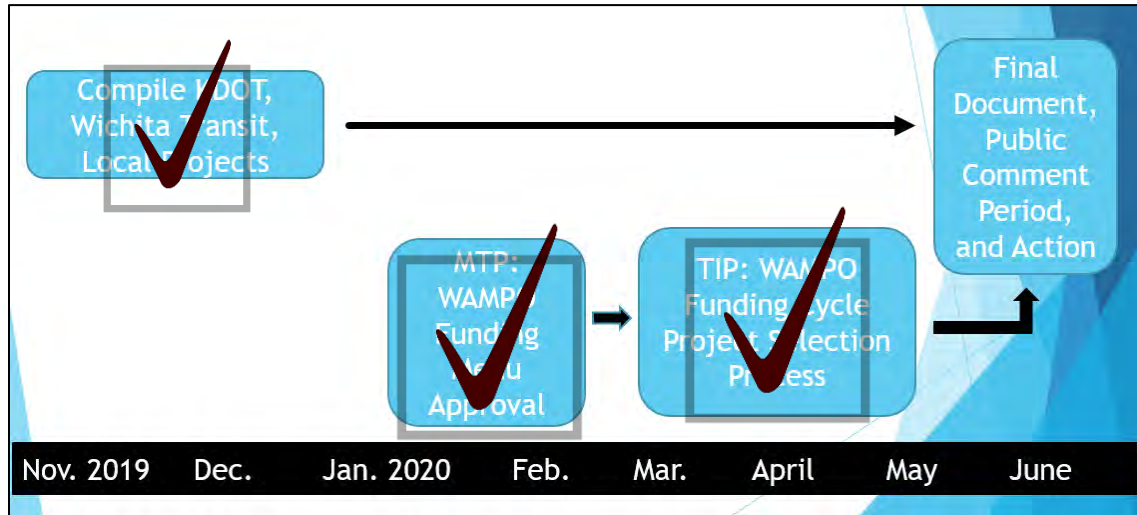 Compile KDOT,
Wichita Transit,
Local Projects
Final
Document,
Public
Comment
Period,
and Action
MTP:
WAMPO
Funding
Menu
Approval
TIP: WAMPO
Funding Cycle
Project Selection
Process
Nov. 2019 Dec. Jan. 2020 Feb. Mar. April May June